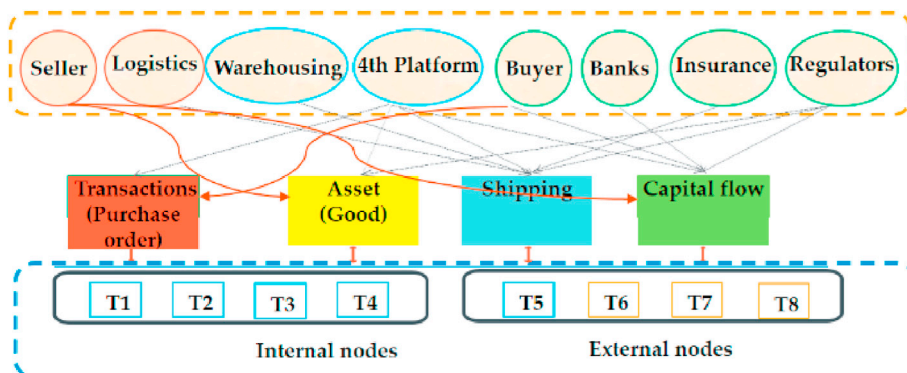 Seller Logistics Warehousing 4th Platform Buyer Banks Insurance Regulators
Transactions
(Purchase
order)
Asset
(Good)
Shipping
Capital flow
T1 T2 T3 T4 T5 T6 T7 T8
Internal nodes External nodes